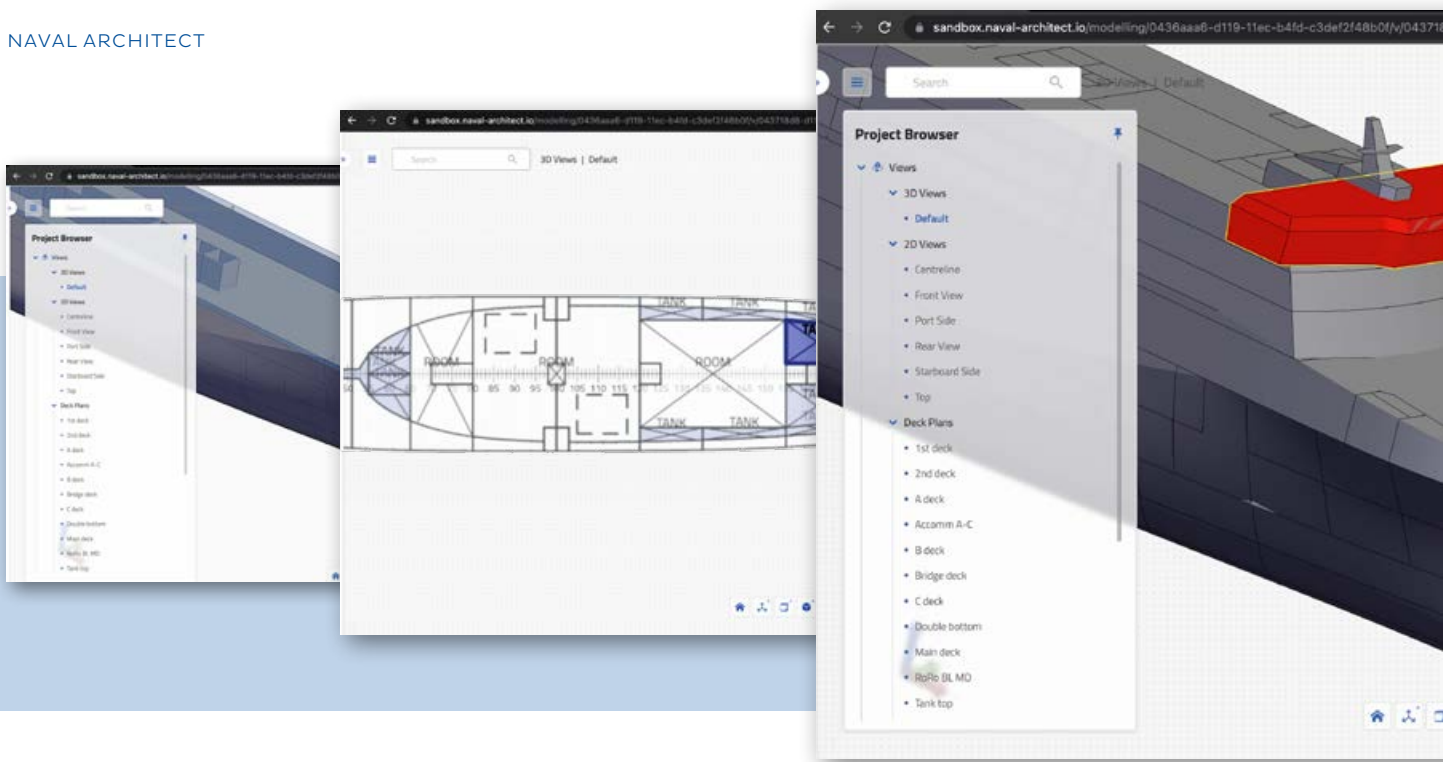 NAVAL ARCHITECT
sandbox.naval-architect.io
Search
Project Browser
Views
3D Views
Default
2D Views
Centreline
Front View
Port Side
Rear View
Starboard Side
Top
Deck Plans
1st deck
2nd deck
A deck
Accomm A-C
B deck
Bridge deck
C deck
Double bottom
Main deck
RoRo BL MD
Tank top
sandbox.naval-architect.io
Search
3D Views | Default
TANK TANK
TANK ROOM ROOM ROOM
85 90 95 105 110 115
TANK TANK
sandbox.naval-architect.io/modelling/0436aaa6-d119-11ec-b4fd-c3def2f48b0f/v/043718
Search
3D Views | Default
Project Browser
Views
3D Views
Default
2D Views
Centreline
Front View
Port Side
Rear View
Starboard Side
Top
Deck Plans
1st deck
2nd deck
A deck
Accomm A-C
B deck
Bridge deck
C deck
Double bottom
Main deck
RoRo BL MD
Tank top